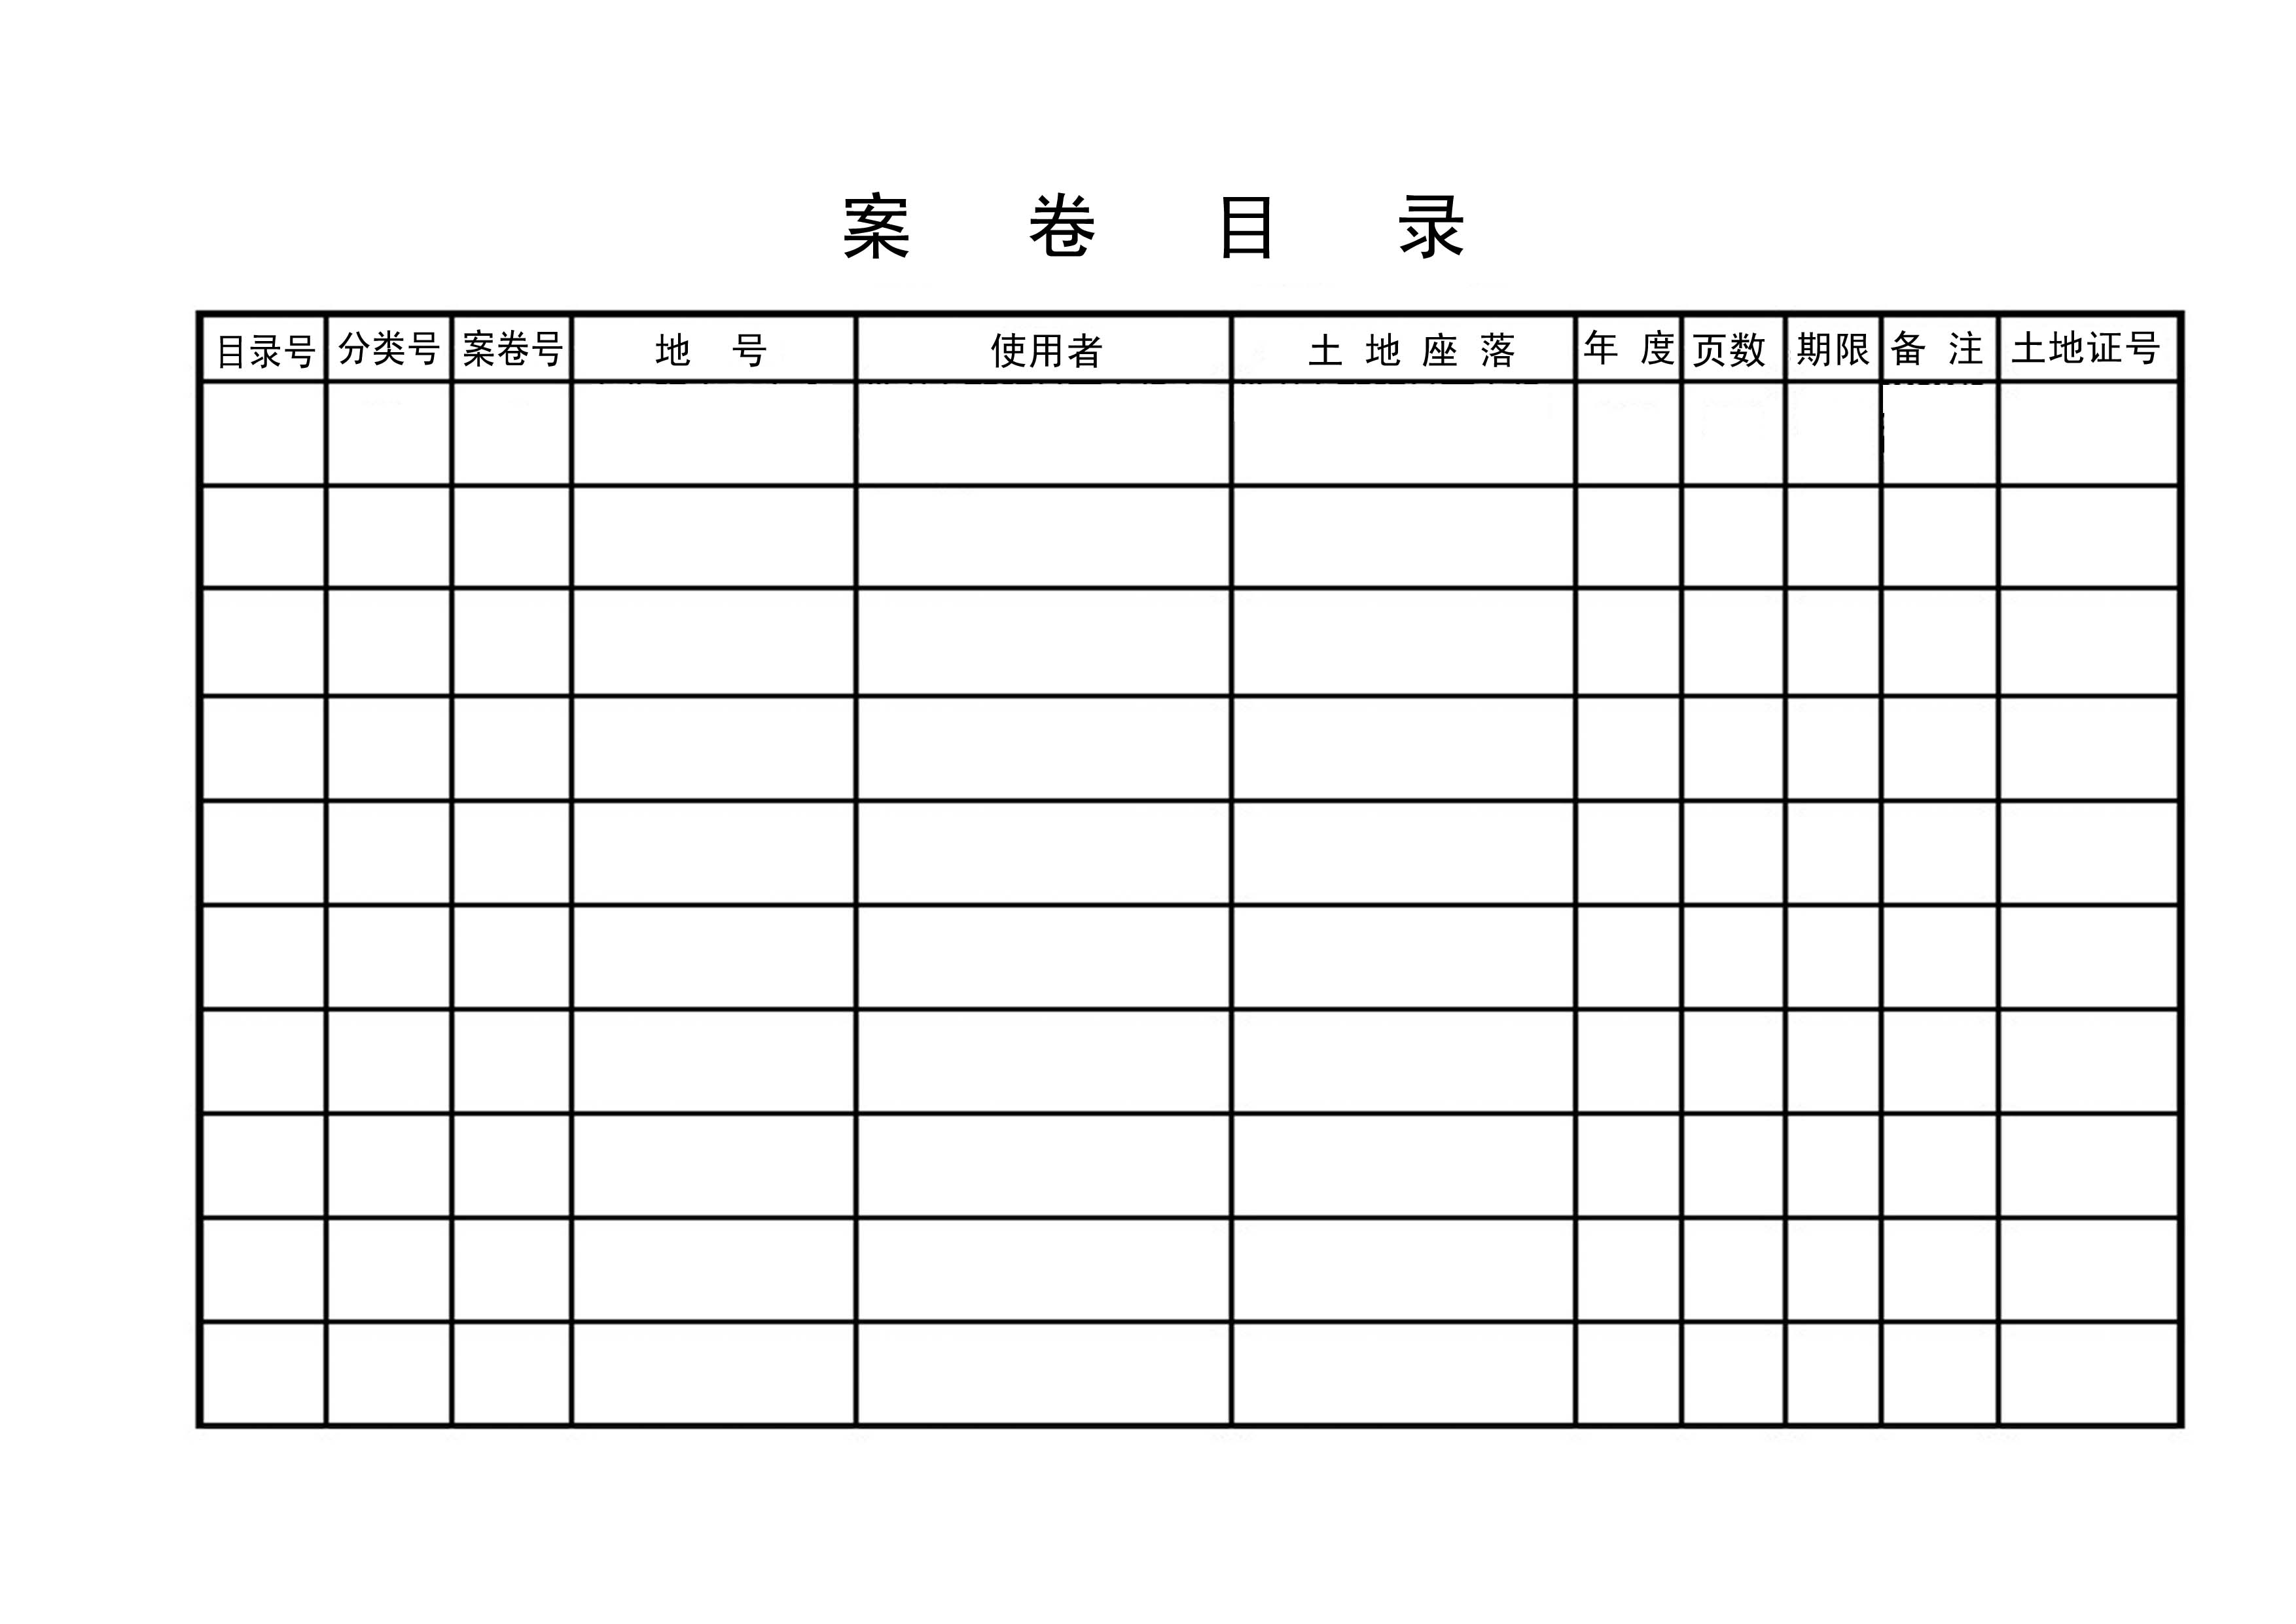 案 卷 目 录
目录号 分类号 案卷号 地 号 使用者 土 地 座 落 年 度 页数 期限 备 注 土地证号